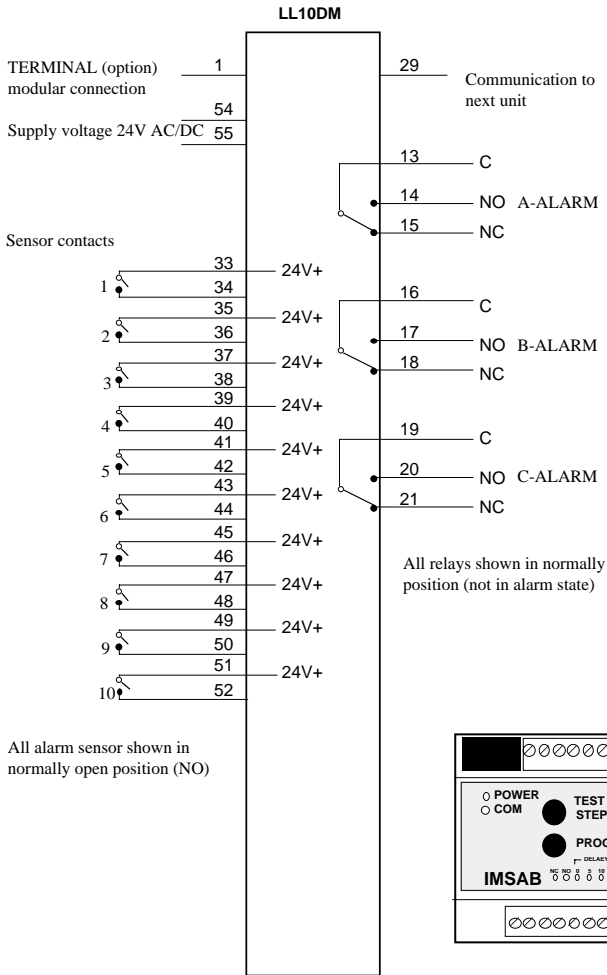 LL10DM
TERMINAL (option)
modular connection
1
29
Communication to
next unit
54
Supply voltage 24V AC/DC
55
13
C
14
NO
A-ALARM
15
NC
Sensor contacts
33
24V+
1
34
35
24V+
2
36
37
24V+
3
38
39
24V+
4
40
41
24V+
5
42
43
24V+
6
44
45
24V+
7
46
47
24V+
8
48
49
24V+
9
50
51
24V+
10
52
16
C
17
NO
B-ALARM
18
NC
19
C
20
NO
C-ALARM
21
NC
All relays shown in normally
position (not in alarm state)
All alarm sensor shown in
normally open position (NO)
POWER
COM
TEST
STEP
PROG
DELAEY
NC NO 0 5 10
IMSAB